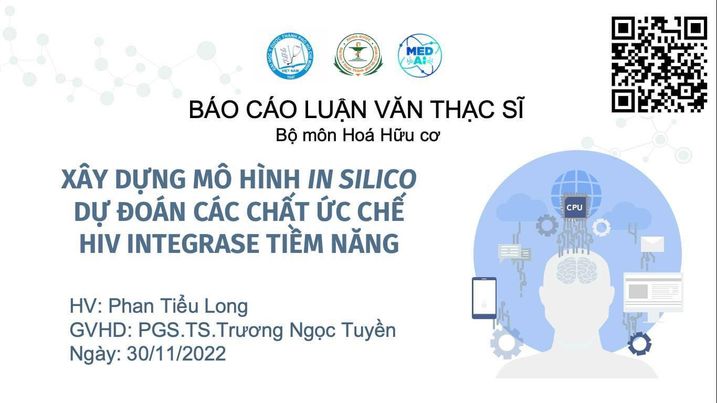 VIỆT NAM
MED
AI
BÁO CÁO LUẬN VĂN THẠC SĨ
Bộ môn Hoá Hữu cơ
XÂY DỰNG MÔ HÌNH IN SILICO
DỰ ĐOÁN CÁC CHẤT ỨC CHẾ
HIV INTEGRASE TIỀM NĂNG
HV: Phan Tiểu Long
GVHD: PGS.TS.Trương Ngọc Tuyền
Ngày: 30/11/2022
CPU